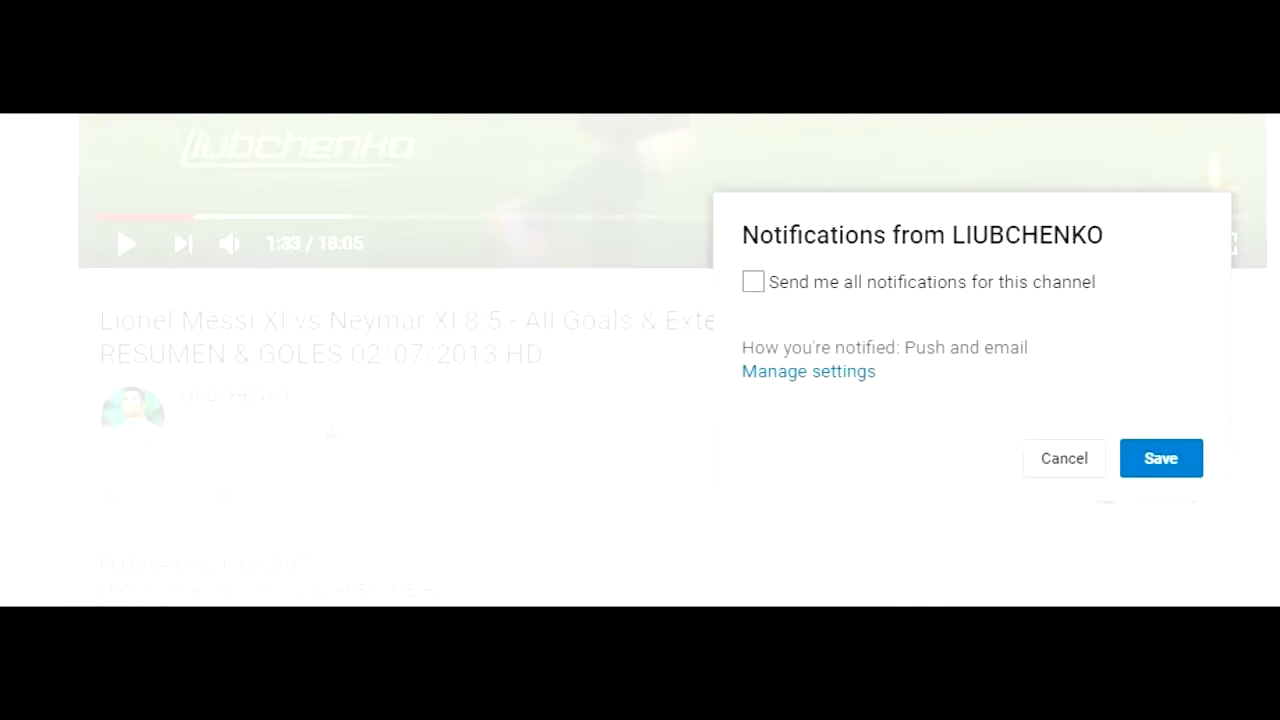 liubchenko
1:33 / 18:05
Notifications from LIUBCHENKO
Send me all notifications for this channel
How you're notified: Push and email
Manage settings
Cancel
Save
Lionel Messi XI vs Neymar XI 8:5 - All Goals & Exte
RESUMEN & GOLES 02/07/2013 HD
LIUBCHENKO